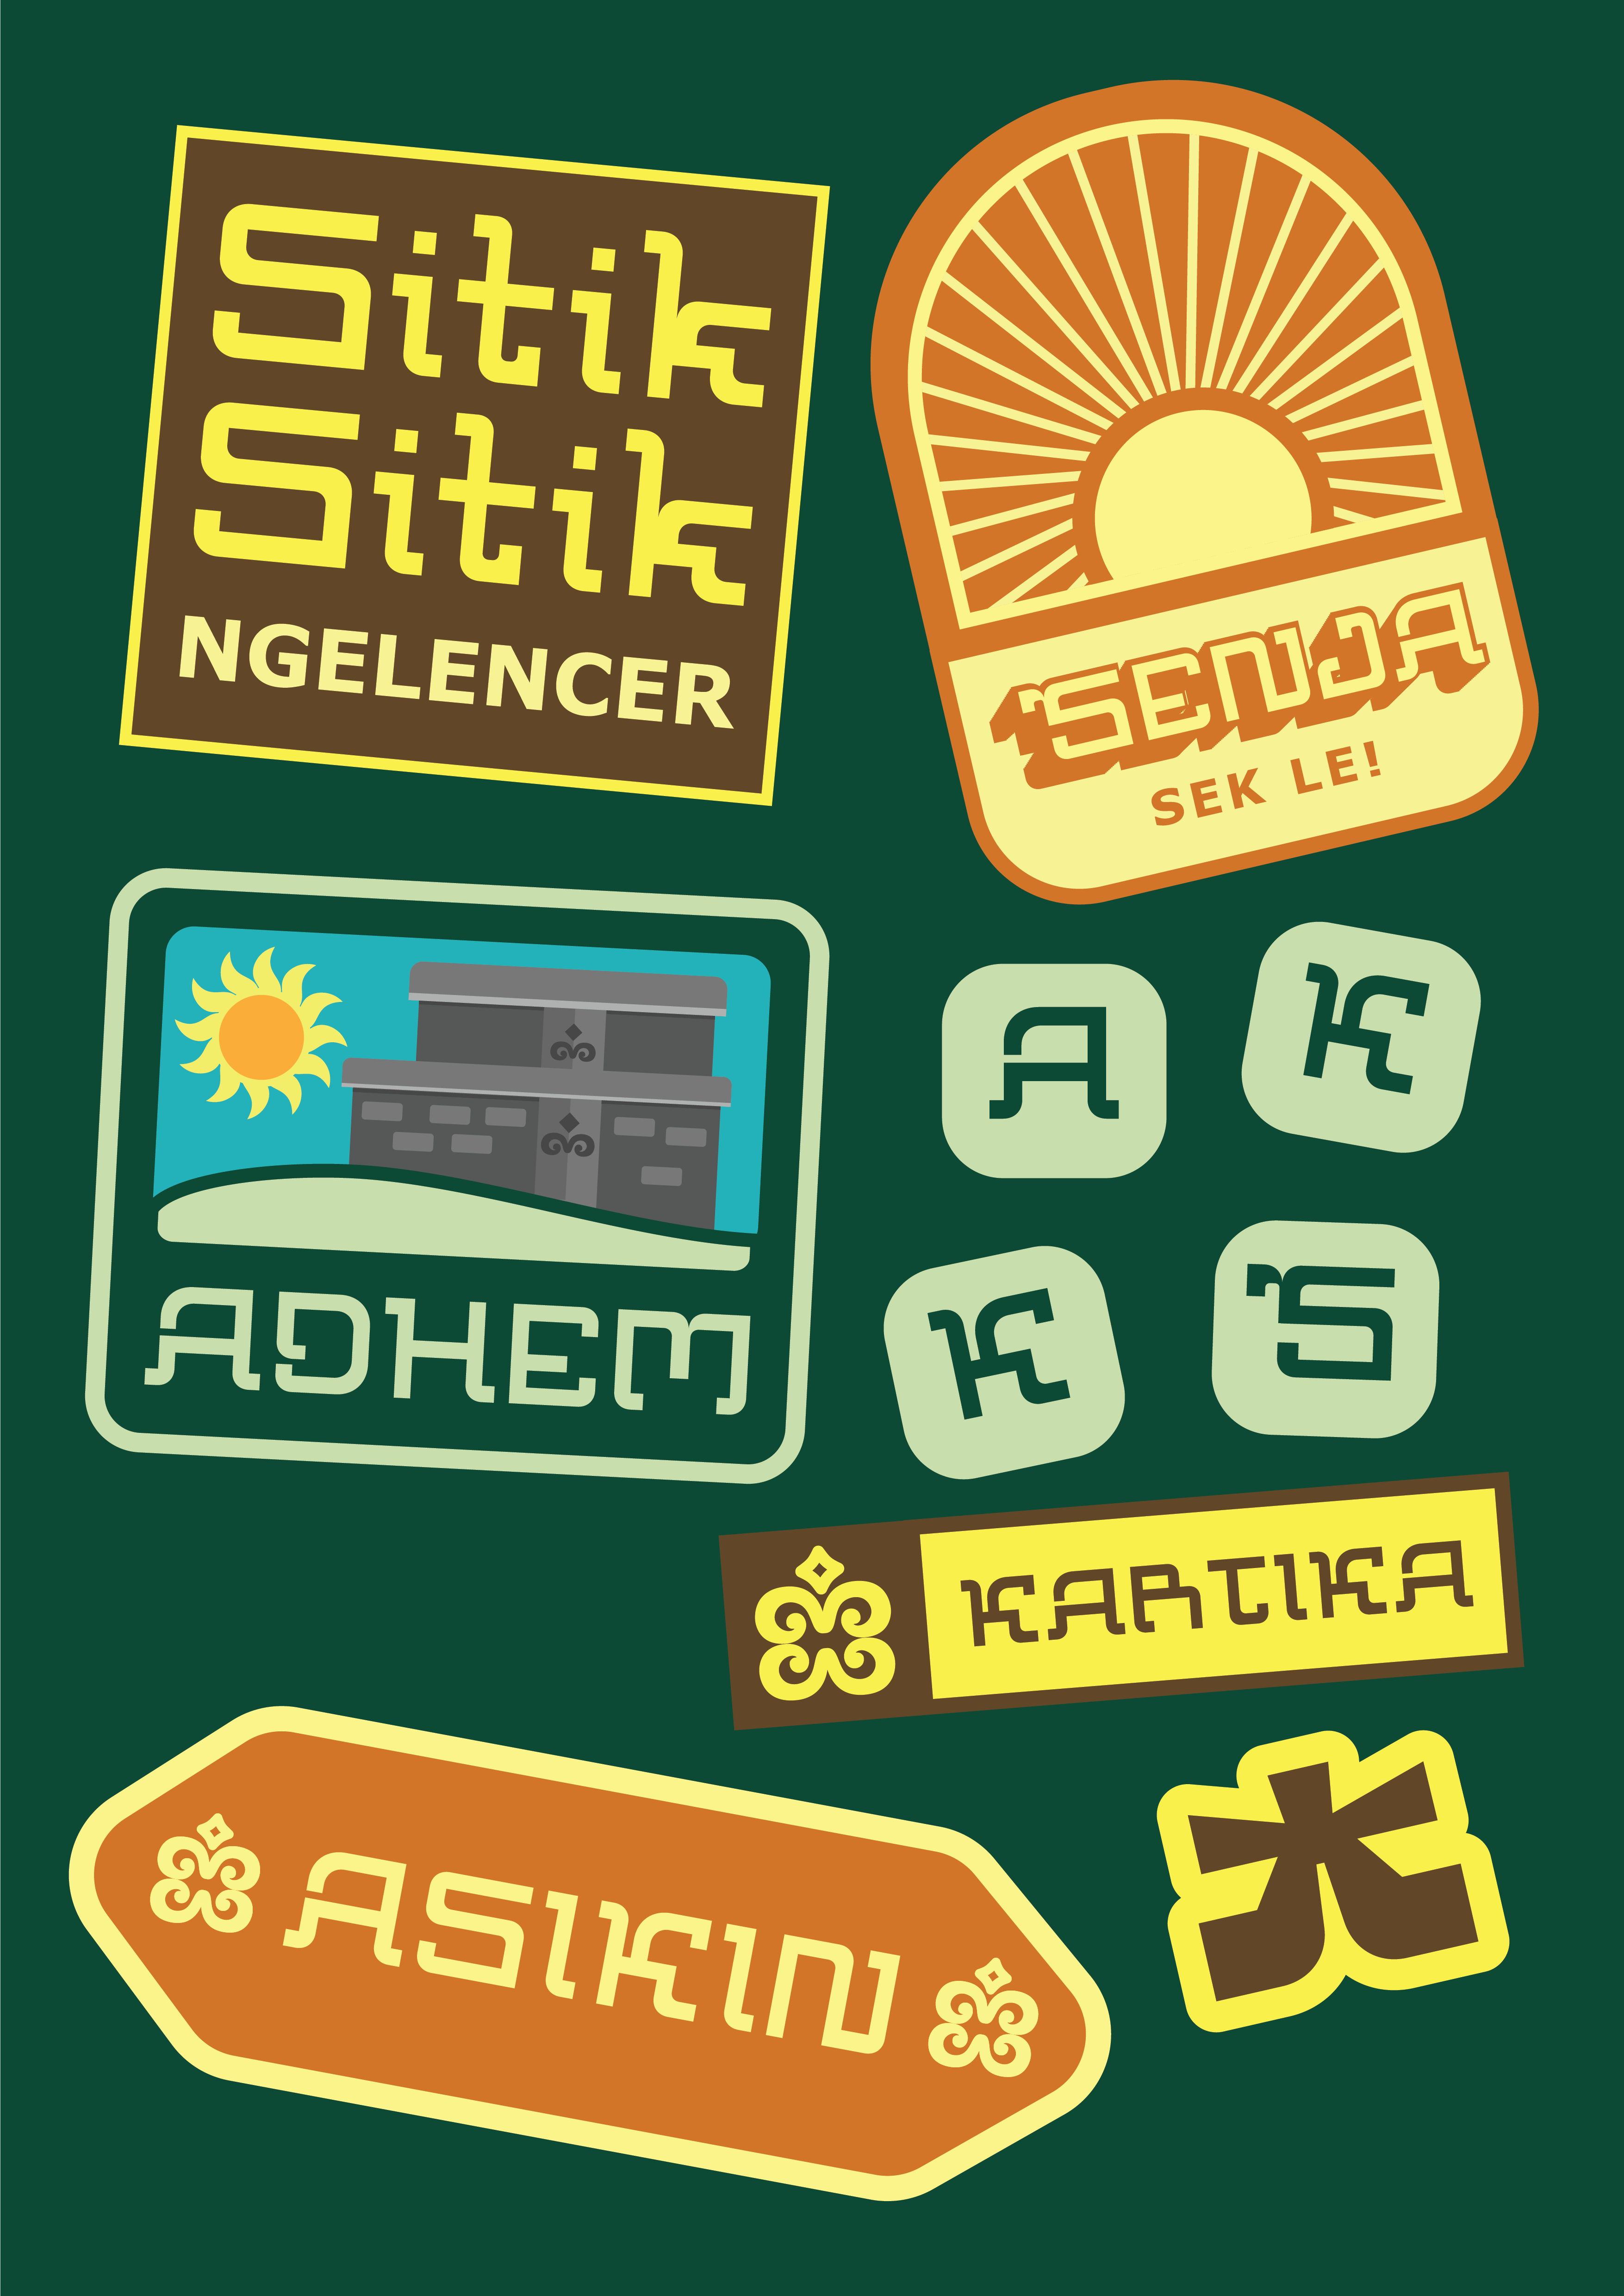 Sitik
Sitik
NGELENCER
SENJA
SEK LE!
ADHEM
A
K
K
S
KARTIKA
ASIKIN